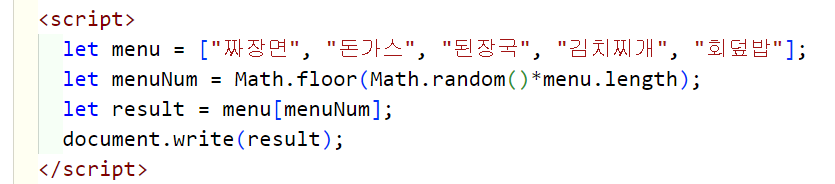 <script>
let menu = ["짜장면", "돈가스", "된장국", "김치찌개", "회덮밥"];
let menuNum = Math.floor(Math.random()*menu.length);
let result = menu[menuNum];
document.write(result);
</script>